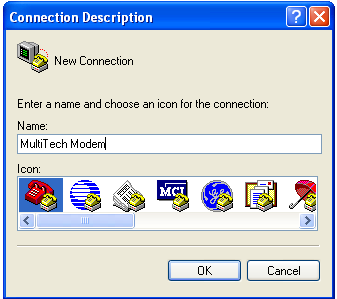 Connection Description
New Connection
Enter a name and choose an icon for the connection:
Name:
MultiTech Modem
Icon:
MCI
OK
Cancel